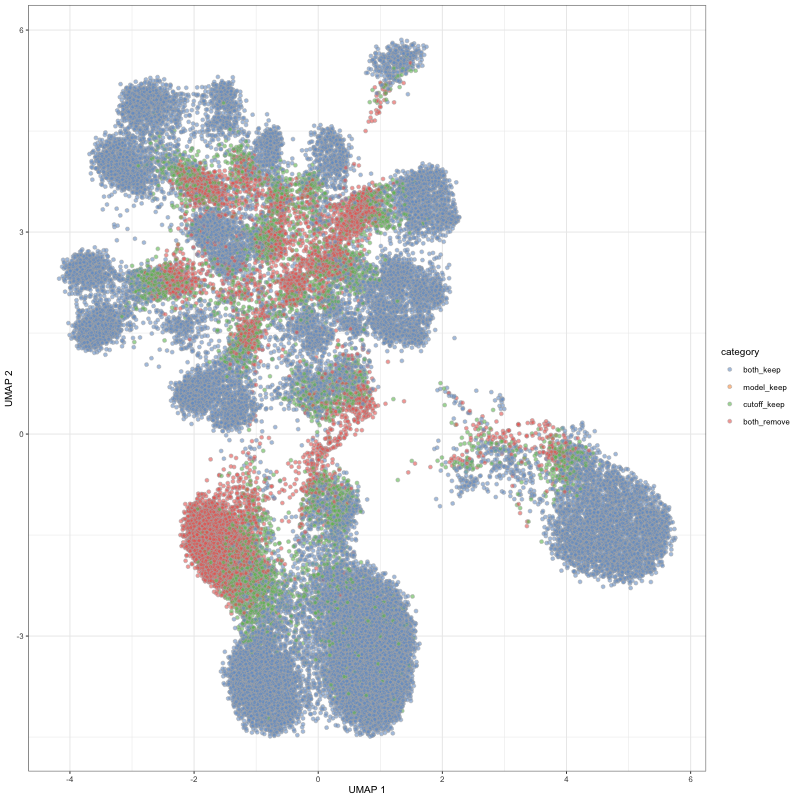 6
3
0
-3
-4
-2
0
2
4
6
UMAP 1
UMAP 2
category
both_keep
model_keep
cutoff_keep
both_remove